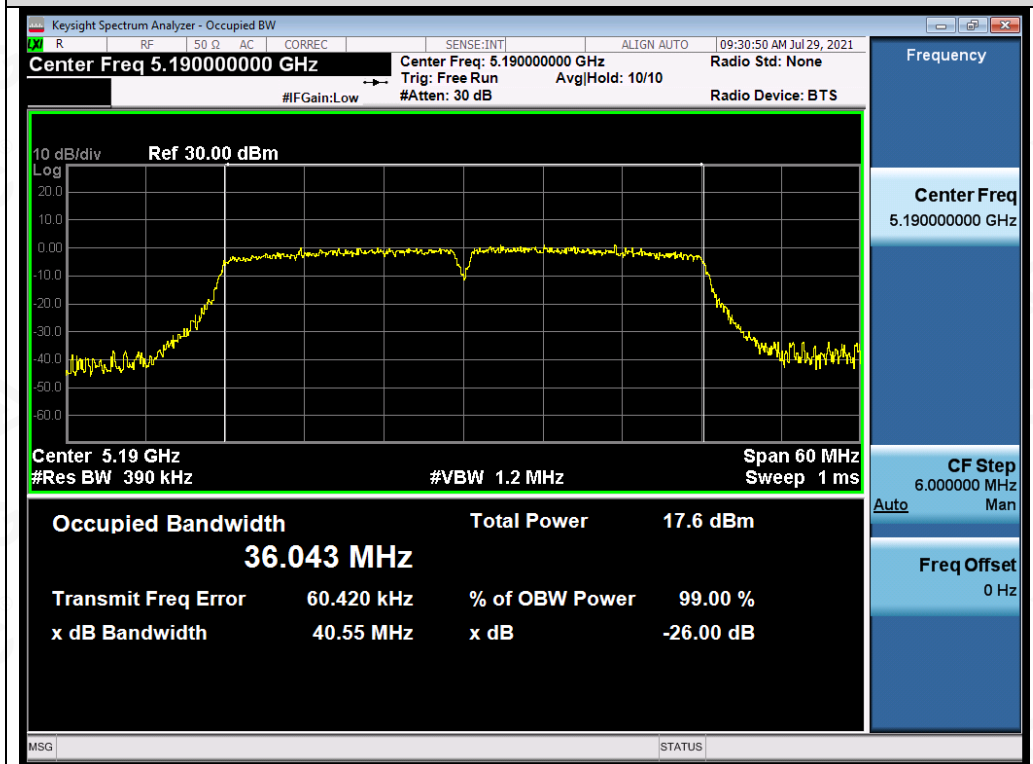 Keysight Spectrum Analyzer - Occupied BW
LXI R RF 50 Ω AC CORREC SENSE:INT ALIGN AUTO 09:30:50 AM Jul 29, 2021
Center Freq 5.190000000 GHz
Center Freq: 5.190000000 GHz
Radio Std: None
Trig: Free Run Avg|Hold: 10/10
#IFGain:Low
#Atten: 30 dB
Radio Device: BTS
10 dB/div Ref 30.00 dBm
Log
20.0
10.0
0.00
-10.0
-20.0
-30.0
-40.0
-50.0
-60.0
Center 5.19 GHz Span 60 MHz
#Res BW 390 kHz #VBW 1.2 MHz Sweep 1 ms
Occupied Bandwidth Total Power 17.6 dBm
36.043 MHz
Transmit Freq Error 60.420 kHz % of OBW Power 99.00 %
x dB Bandwidth 40.55 MHz x dB -26.00 dB
Frequency
Center Freq
5.190000000 GHz
CF Step
6.000000 MHz
Auto Man
Freq Offset
0 Hz
MSG STATUS